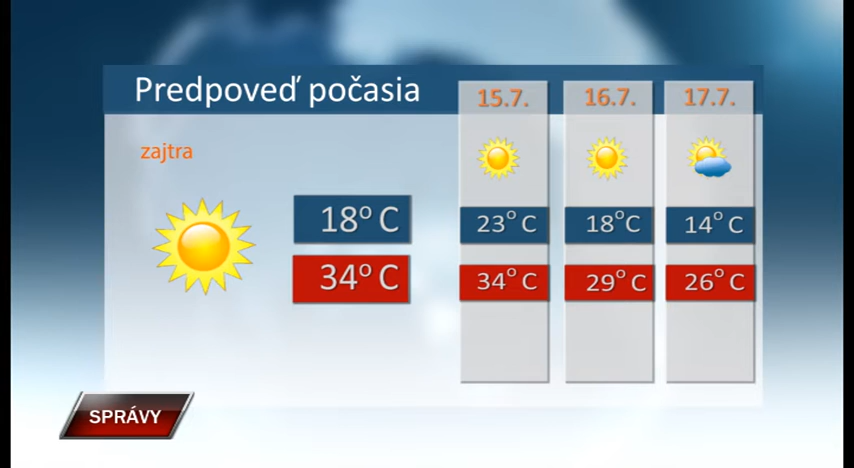 Predpoveď počasia
zajtra
18° C
34° C
15.7. 16.7. 17.7.
23° C 18°C 14° C
34° C 29° C 26° C
SPRÁVY